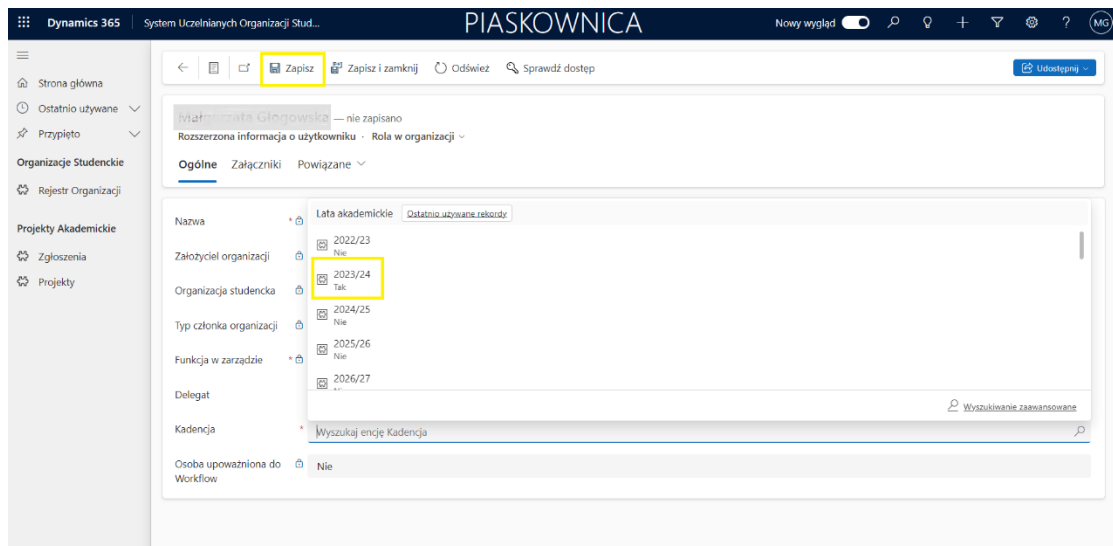 Dynamics 365 System Uczelnianych Organizacji Stud... PIASKOWNICA Nowy wygląd ? MG
Zapisz Zapisz i zamknij Odśwież Sprawdź dostęp Udostępnij
Strona główna
Ostatnio używane
Przypięto
Organizacje Studenckie
Rejestr Organizacji
Projekty Akademickie
Zgłoszenia
Projekty
— nie zapisano
Rozszerzona informacja o użytkowniku · Rola w organizacji
Ogólne Załączniki Powiązane
Nazwa *
Założyciel organizacji
Organizacja studencka
Typ członka organizacji
Funkcja w zarządzie *
Delegat
Kadencja *
Osoba upoważniona do
Workflow
Lata akademickie Ostatnio używane rekordy
2022/23
Nie
2023/24
Tak
2024/25
Nie
2025/26
Nie
2026/27
Wyszukiwanie zaawansowane
Wyszukaj encję Kadencja
Nie